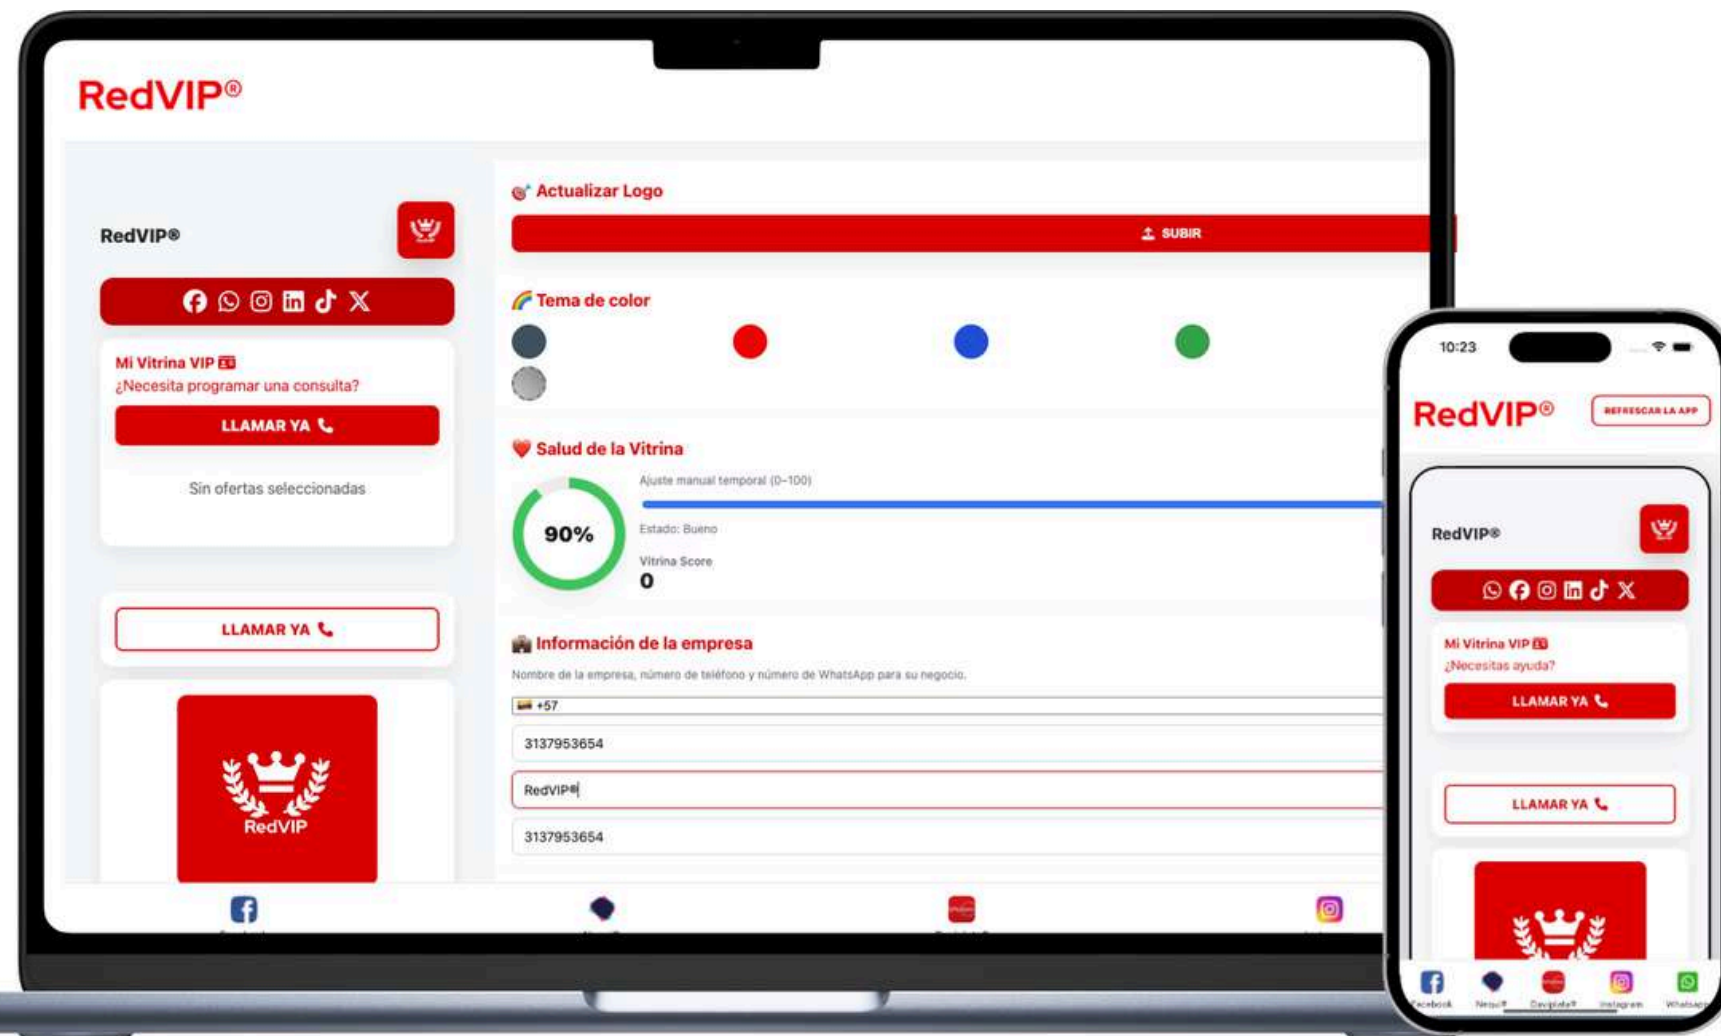 RedVIP®
RedVIP®
Mi Vitrina VIP
¿Necesita programar una consulta?
LLAMAR YA
Sin ofertas seleccionadas
LLAMAR YA
RedVIP
Actualizar Logo
SUBIR
Tema de color
Salud de la Vitrina
90%
Ajuste manual temporal (0–100)
Estado: Bueno
Vitrina Score
0
Información de la empresa
Nombre de la empresa, número de teléfono y número de WhatsApp para su negocio.
+57
3137953654
RedVIP®
3137953654
10:23
RedVIP®
REFRESCAR LA APP
RedVIP®
Mi Vitrina VIP
¿Necesitas ayuda?
LLAMAR YA
LLAMAR YA
Facebook Nequi® Daviplata® Instagram Whatsapp